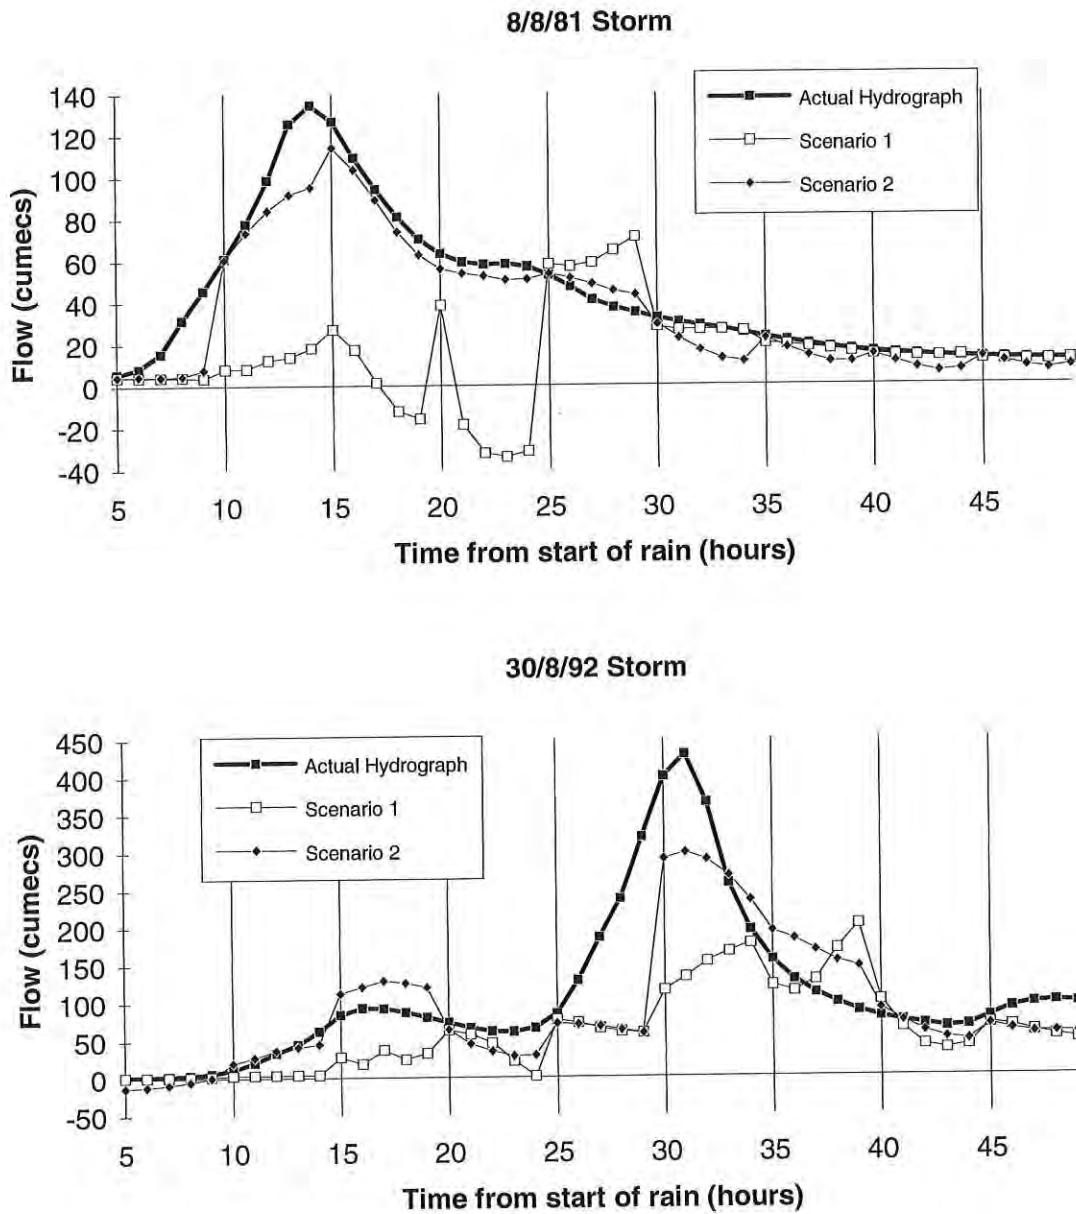 8/8/81 Storm
Actual Hydrograph
Scenario 1
Scenario 2
Flow (cumecs)
140
120
100
80
60
40
20
0
-20
-40
5 10 15 20 25 30 35 40 45
Time from start of rain (hours)
30/8/92 Storm
Actual Hydrograph
Scenario 1
Scenario 2
Flow (cumecs)
450
400
350
300
250
200
150
100
50
0
-50
5 10 15 20 25 30 35 40 45
Time from start of rain (hours)